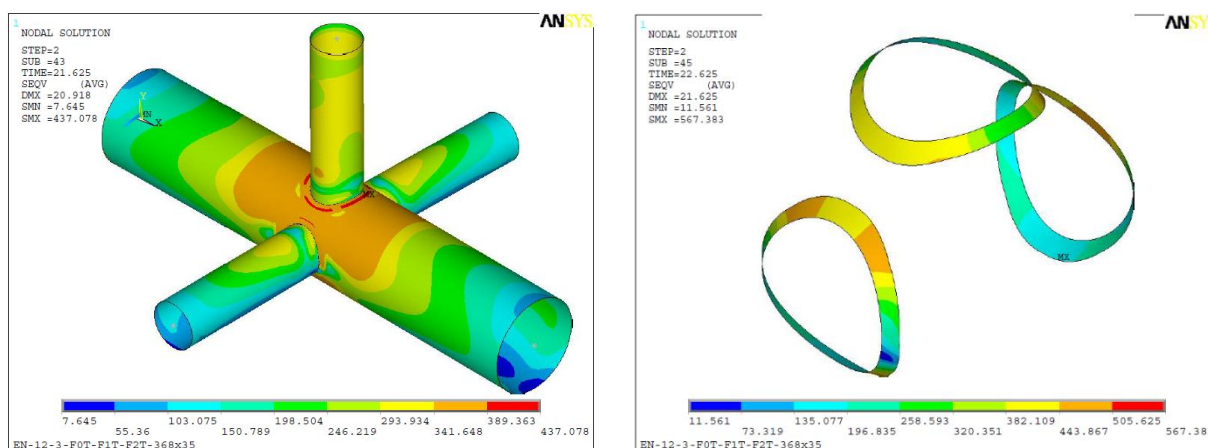 1
ANSYS
NODAL SOLUTION
STEP=2
SUB =43
TIME=21.625
SEQV (AVG)
DMX =20.918
SMN =7.645
SMX =437.078
Y
MN
X
MX
7.645 103.075 198.504 293.934 389.363
55.36 150.789 246.219 341.648 437.078
EN-12-3-F0T-F1T-F2T-368x35
1
ANSY
NODAL SOLUTION
STEP=2
SUB =45
TIME=22.625
SEQV (AVG)
DMX =21.625
SMN =11.561
SMX =567.383
MX
11.561 135.077 258.593 382.109 505.625
73.319 196.835 320.351 443.867 567.38
EN-12-3-F0T-F1T-F2T-368x35